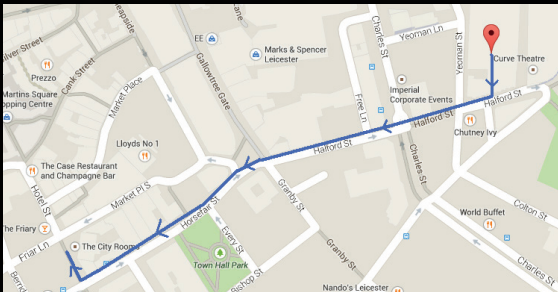 Cheapside
Silver Street
Cank Street
Prezzo
Martins Square
opping Centre
Market Place
EE
Lane
Gallowtree Gate
Marks & Spencer
Leicester
Charles St
Yeoman Ln
Yeoman St
Free Ln
Imperial
Corporate Events
Curve Theatre
Halford St
Halford St
Halford St
Chutney Ivy
Lloyds No 1
The Case Restaurant
and Champagne Bar
Hotel St
Market Pl S
Horsefair St
Granby St
Granby St
Charles St
Colton St
World Buffet
The Friary
Friar Ln
The City Rooms
Every St
Town Hall Park
Bishop St
Nando's Leicester